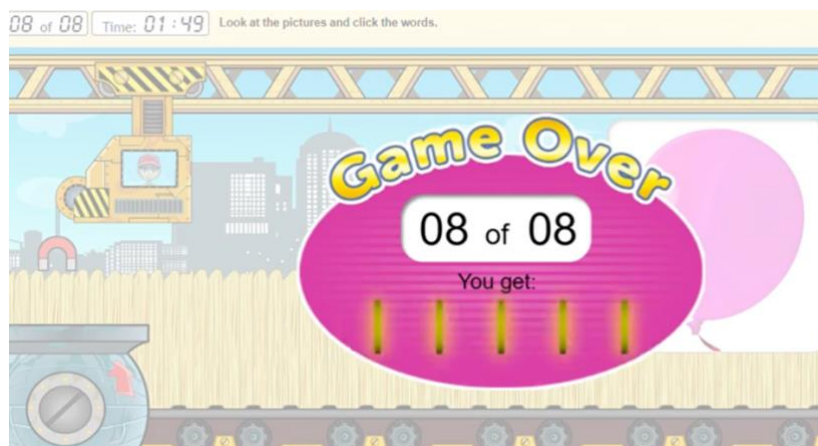 08 of 08 Time: 01:49 Look at the pictures and click the words.
Game Over
08 of 08
You get: